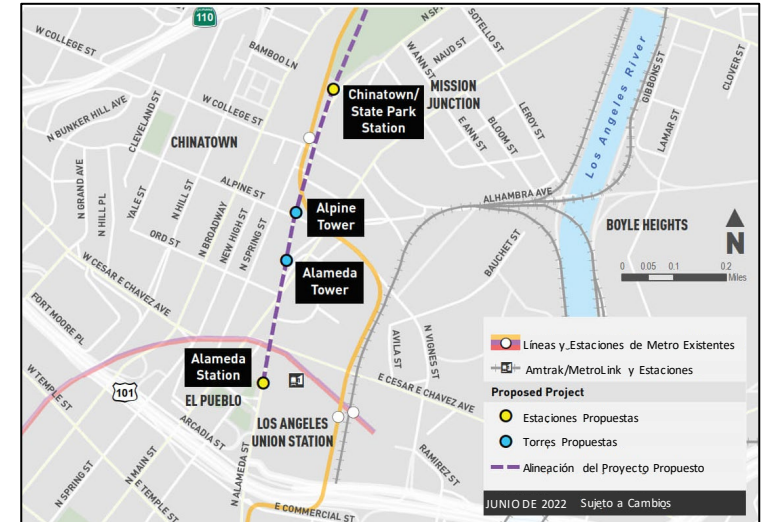 110
W COLLEGE ST
BAMBOO LN
N SP
SOTELLO ST
W ANN ST
NAUD ST
MISSION
JUNCTION
Los Angeles River
GIBBONS ST
CLOVER ST
LAMAR ST
LEROY ST
BLOOM ST
E ANN ST
Chinatown/
State Park
Station
N BUNKER HILL AVE
CLEVELAND ST
W COLLEGE ST
CHINATOWN
N GRAND AVE
N HILL PL
YALE ST
N HILL ST
ALPINE ST
N BROADWAY
NEW HIGH ST
N SPRING ST
ORD ST
Alpine
Tower
Alameda
Tower
ALHAMBRA AVE
BAUCHET ST
BOYLE HEIGHTS
N
0 0.05 0.1 0.2
Miles
W CESAR E CHAVEZ AVE
FORT MOORE PL
W TEMPLE ST
101
Alameda
Station
EL PUEBLO
LOS ANGELES
UNION STATION
AVILA ST
N VIGNES ST
E CESAR E CHAVEZ AVE
RAMIREZ ST
ARCADIA ST
N SPRING ST
N MAIN ST
E TEMPLE ST
N ALAMEDA ST
E COMMERCIAL ST
Líneas y Estaciones de Metro Existentes
Amtrak/MetroLink y Estaciones
Proposed Project
Estaciones Propuestas
Torres Propuestas
Alineación del Proyecto Propuesto
JUNIO DE 2022 Sujeto a Cambios